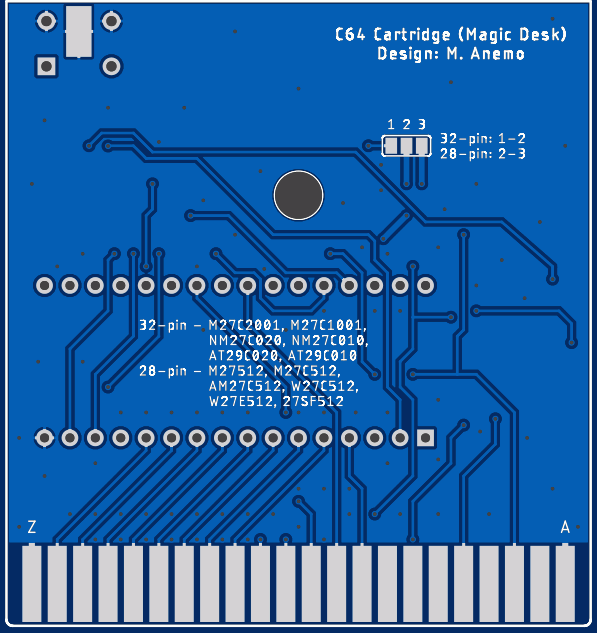 C64 Cartridge (Magic Desk)
Design: M. Anemo
1 2 3
32-pin: 1-2
28-pin: 2-3
32-pin – M27C2001, M27C1001,
NM27C020, NM27C010,
AT29C020, AT29C010
28-pin – M27512, M27C512,
AM27C512, W27C512,
W27E512, 27SF512
Z A